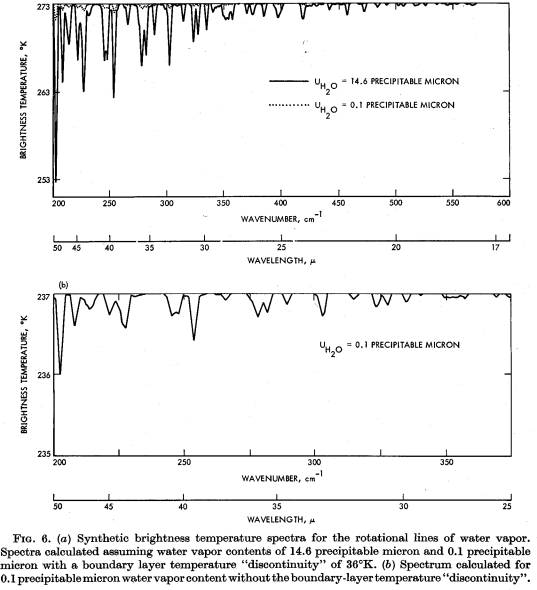 273
263
253
BRIGHTNESS TEMPERATURE, °K
U H2O = 14.6 PRECIPITABLE MICRON
U H2O = 0.1 PRECIPITABLE MICRON
200 250 300 350 400 450 500 550 600
WAVENUMBER, cm⁻¹
50 45 40 35 30 25 20 17
WAVELENGTH, μ
(b)
237
236
235
BRIGHTNESS TEMPERATURE, °K
U H2O = 0.1 PRECIPITABLE MICRON
200 250 300 350
WAVENUMBER, cm⁻¹
50 45 40 35 30 25
WAVELENGTH, μ
FIG. 6. (a) Synthetic brightness temperature spectra for the rotational lines of water vapor.
Spectra calculated assuming water vapor contents of 14.6 precipitable micron and 0.1 precipitable
micron with a boundary layer temperature “discontinuity” of 36°K. (b) Spectrum calculated for
0.1 precipitable micron water vapor content without the boundary-layer temperature “discontinuity”.